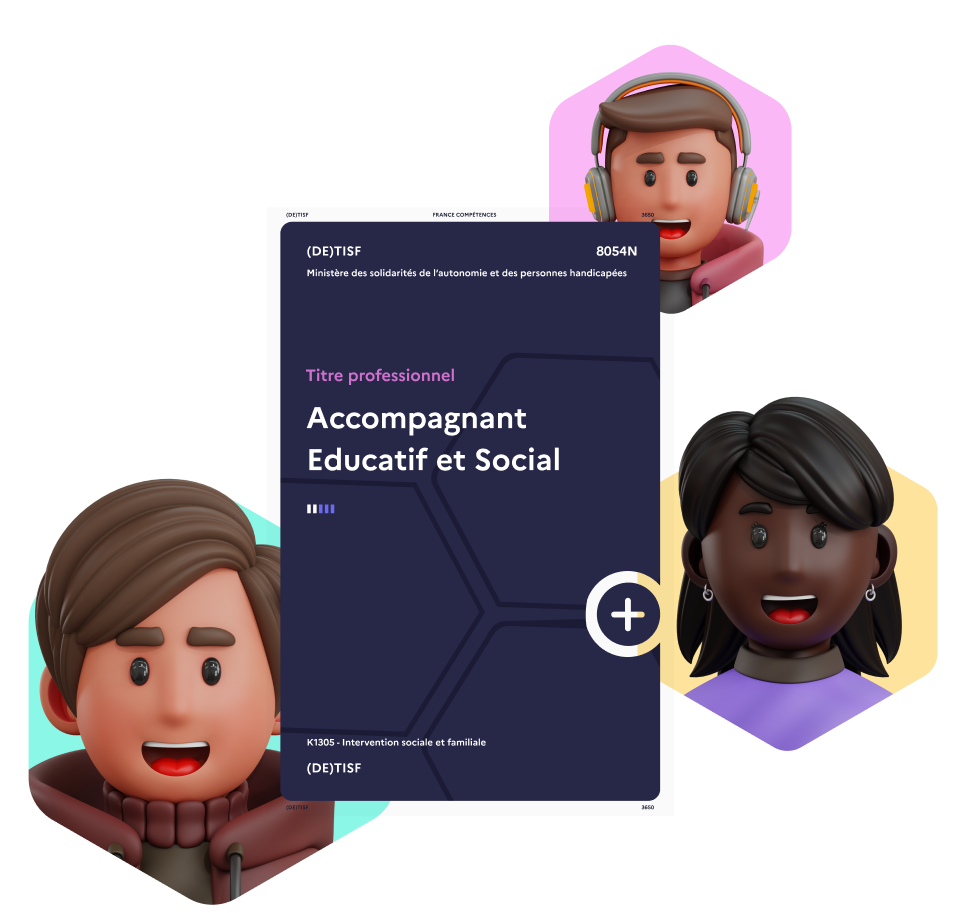 (DE)TISF FRANCE COMPÉTENCES 3650
(DE)TISF 8054N
Ministère des solidarités de l'autonomie et des personnes handicapées
Titre professionnel
Accompagnant
Educatif et Social
K1305 - Intervention sociale et familiale
(DE)TISF
(DE)TISF 3650